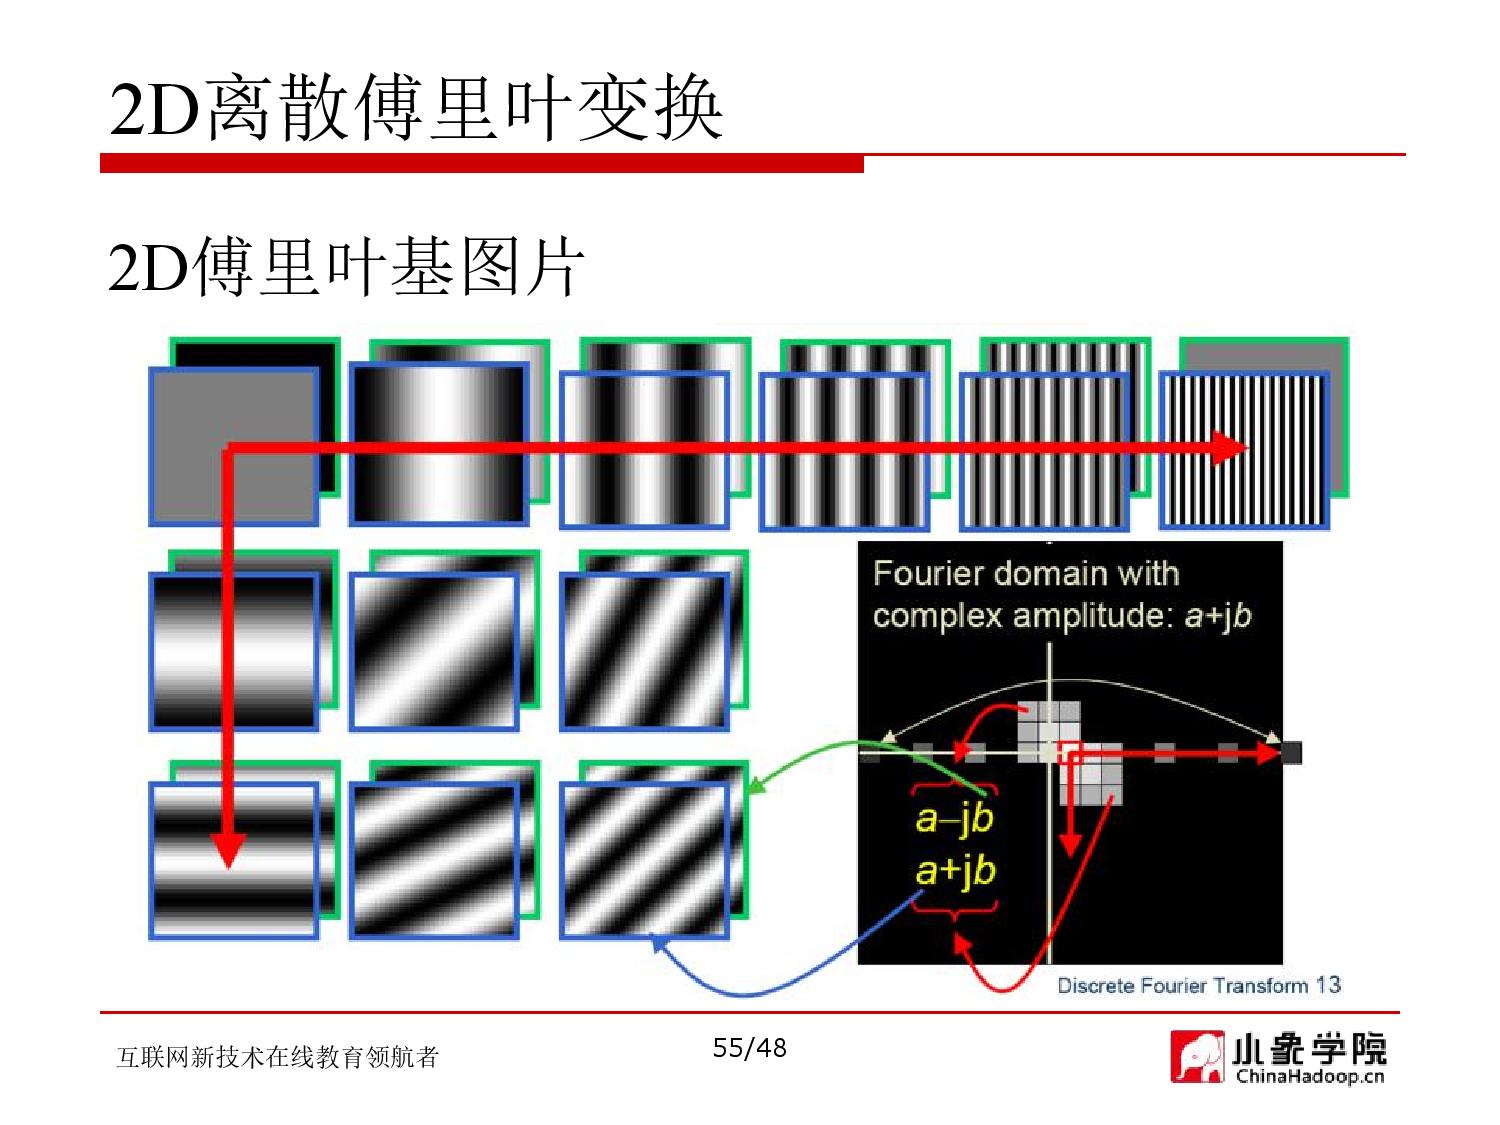 2D离散傅里叶变换
2D傅里叶基图片
Fourier domain with
complex amplitude: a+jb
a–jb
a+jb
Discrete Fourier Transform 13
互联网新技术在线教育领航者
55/48
小象学院
ChinaHadoop.cn